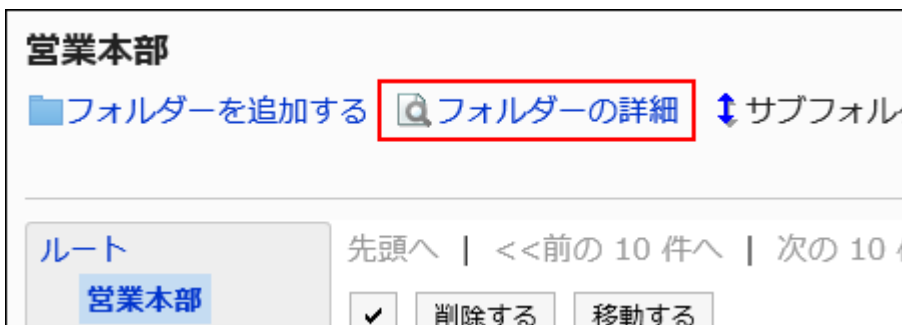 営業本部
フォルダーを追加する フォルダーの詳細 サブフォル
ルート
営業本部
先頭へ | <<前の 10 件へ | 次の 10
削除する 移動する